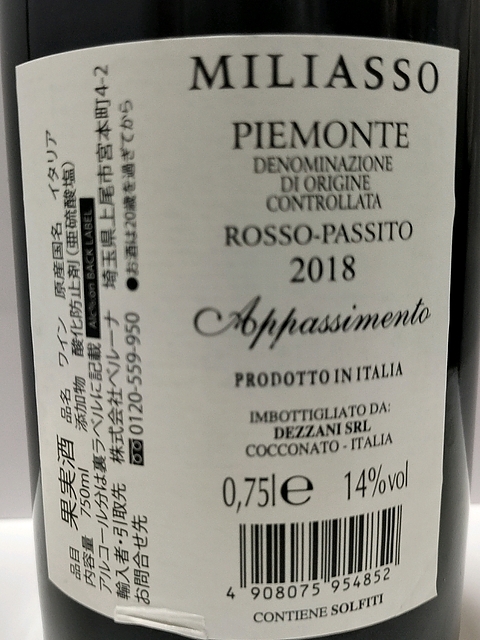 MILIASSO
PIEMONTE
DENOMINAZIONE
DI ORIGINE
CONTROLLATA
ROSSO-PASSITO
2018
Appassimento
PRODOTTO IN ITALIA
IMBOTTIGLIATO DA:
DEZZANI SRL
COCCONATO - ITALIA
0,75l e 14%vol
4 908075 954852
CONTIENE SOLFITI
品目 果実酒 品名 ワイン 原産国名 イタリア
内容量 750ml 添加物 酸化防止剤(亜硫酸塩)
アルコール分は裏ラベルに記載 Alc% on BACK LABEL
輸入者・引取先 株式会社ベルーナ 埼玉県上尾市宮本町4-2
お問合せ先 0120-559-950 ●お酒は20歳を過ぎてから